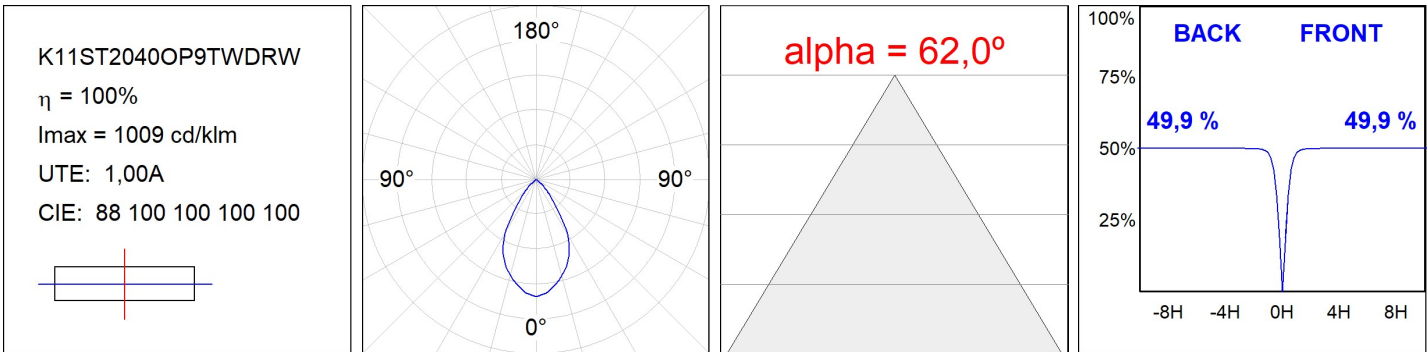 K11ST2040OP9TWDRW
η = 100%
Imax = 1009 cd/klm
UTE: 1,00A
CIE: 88 100 100 100 100
180°
90°
90°
0°
alpha = 62,0º
100%
BACK
FRONT
75%
49,9 %
49,9 %
50%
25%
-8H
-4H
0H
4H
8H